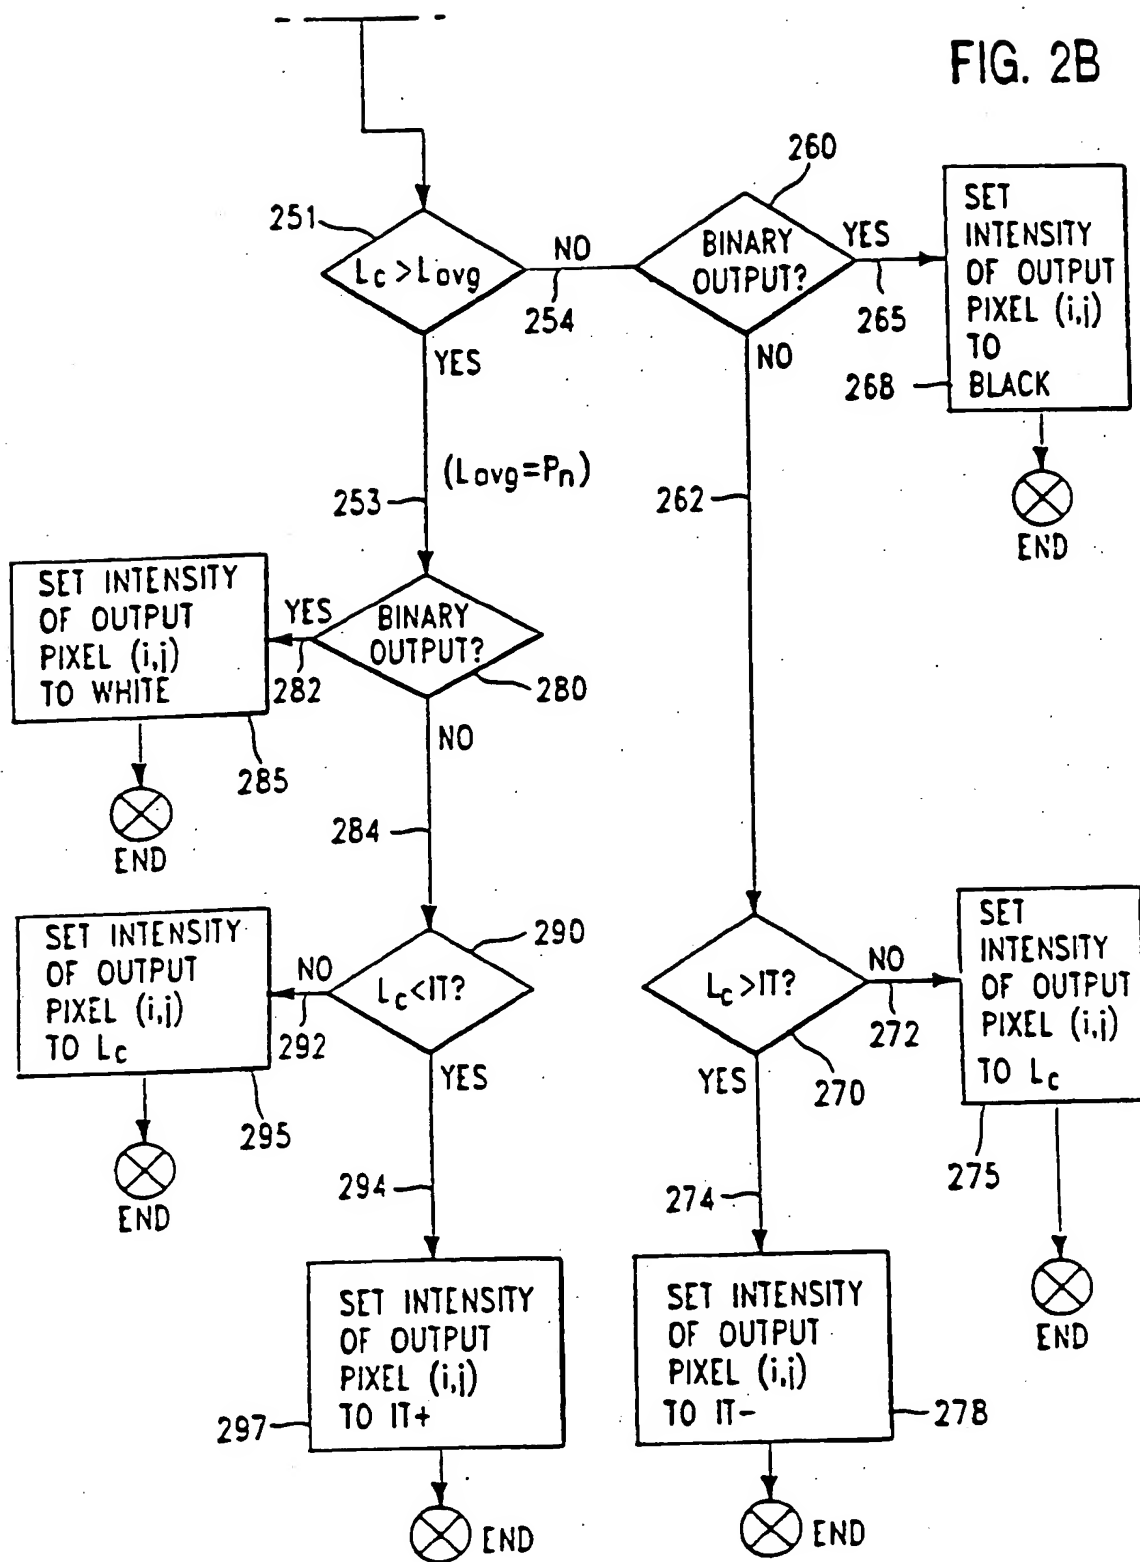 FIG. 2B
260
251
Lc > Lavg
NO
254
BINARY
OUTPUT?
YES
265
SET
INTENSITY
OF OUTPUT
PIXEL (i,j)
TO
BLACK
268
END
YES
NO
(Lavg=Pn)
253
262
SET INTENSITY
OF OUTPUT
PIXEL (i,j)
TO WHITE
YES
282
BINARY
OUTPUT?
280
285
END
NO
284
SET INTENSITY
OF OUTPUT
PIXEL (i,j)
TO Lc
NO
292
Lc<IT?
290
295
END
Lc>IT?
NO
272
270
SET
INTENSITY
OF OUTPUT
PIXEL (i,j)
TO Lc
275
END
YES
YES
294
274
SET INTENSITY
OF OUTPUT
PIXEL (i,j)
TO IT+
297
END
SET INTENSITY
OF OUTPUT
PIXEL (i,j)
TO IT-
278
END